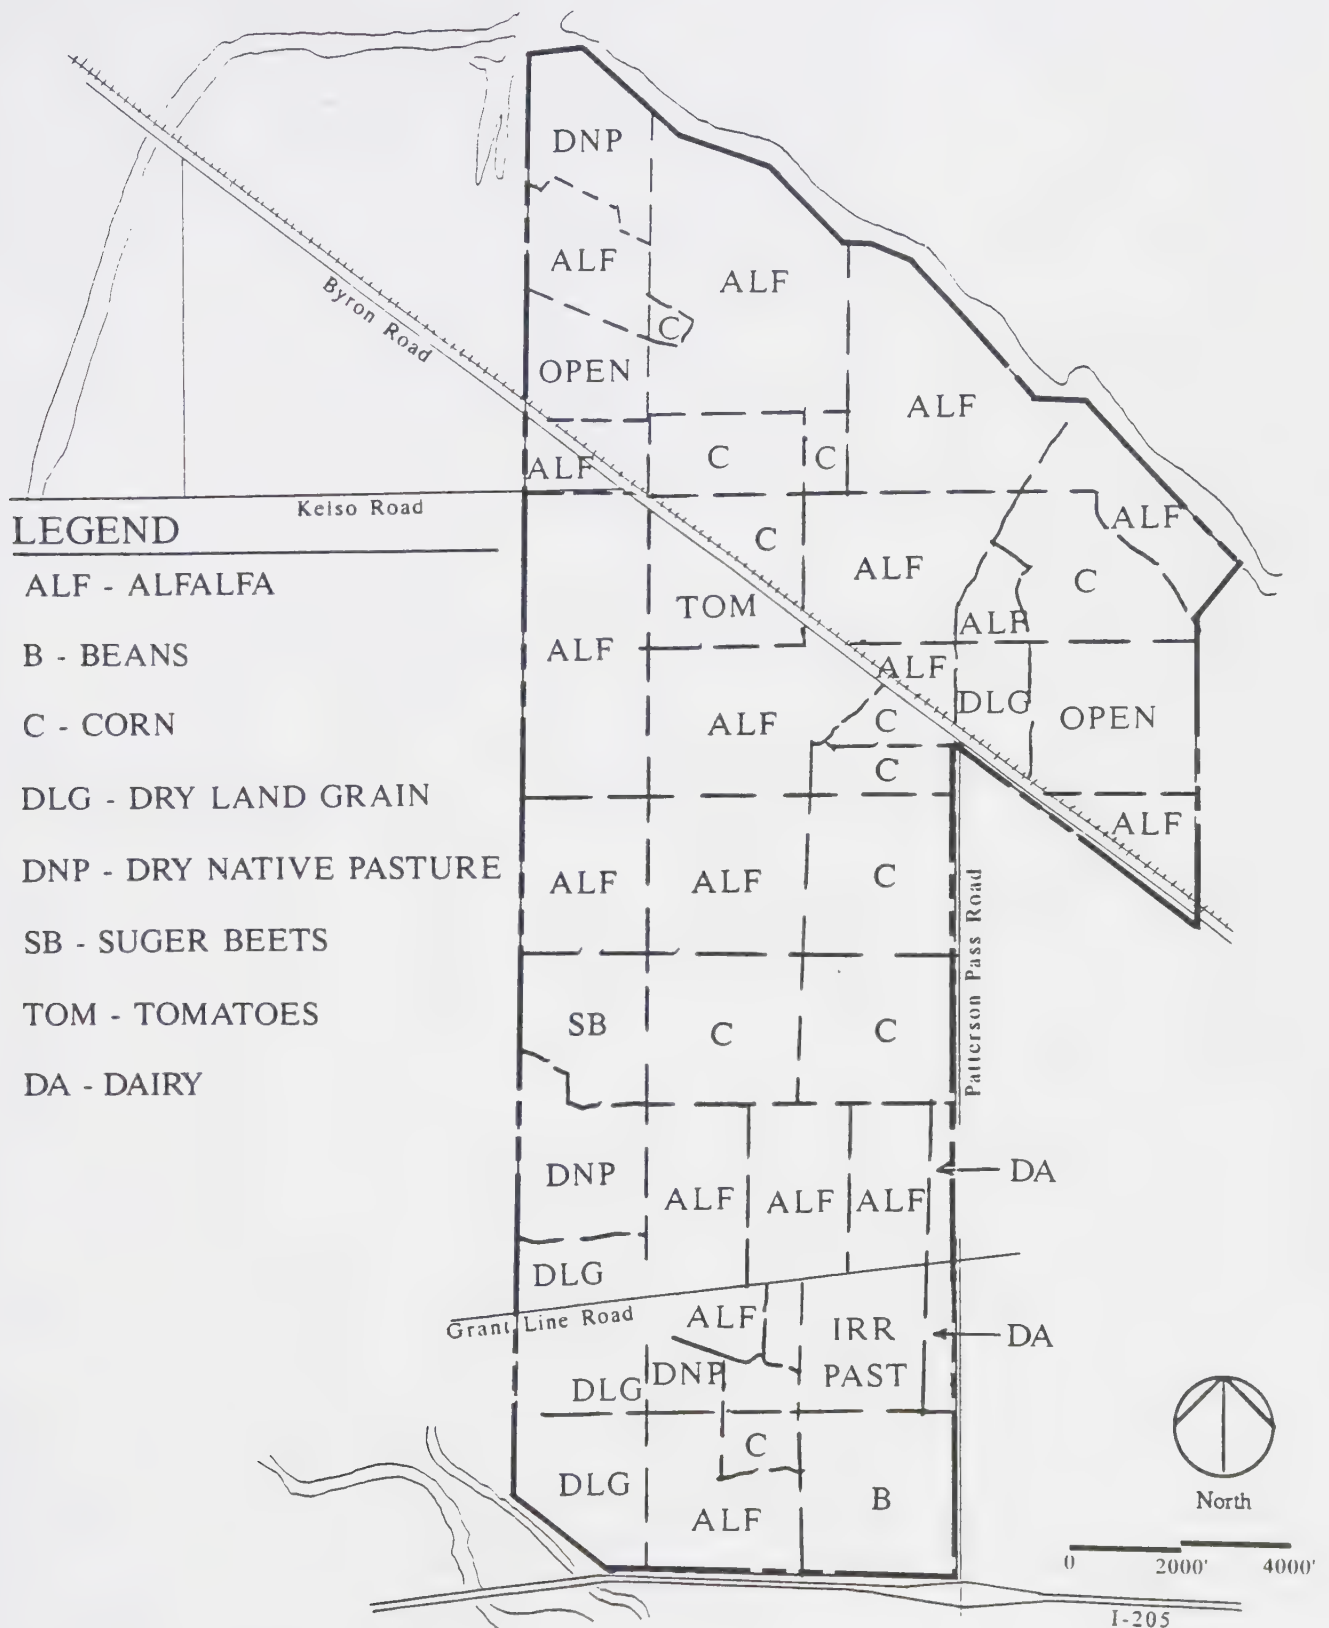 DNP
ALF
ALF
C
Byron Road
OPEN
ALF
C
C
ALF
Kelso Road
LEGEND
ALF - ALFALFA
B - BEANS
C - CORN
DLG - DRY LAND GRAIN
DNP - DRY NATIVE PASTURE
SB - SUGER BEETS
TOM - TOMATOES
DA - DAIRY
ALF
C
ALF
C
TOM
ALF
ALF
ALF
DLG
OPEN
ALF
C
C
ALF
ALF
ALF
C
Patterson Pass Road
SB
C
C
DNP
ALF
ALF
ALF
DA
DLG
Grant Line Road
ALF
IRR
PAST
DA
DNP
DLG
C
DLG
ALF
B
North
0 2000' 4000'
I-205